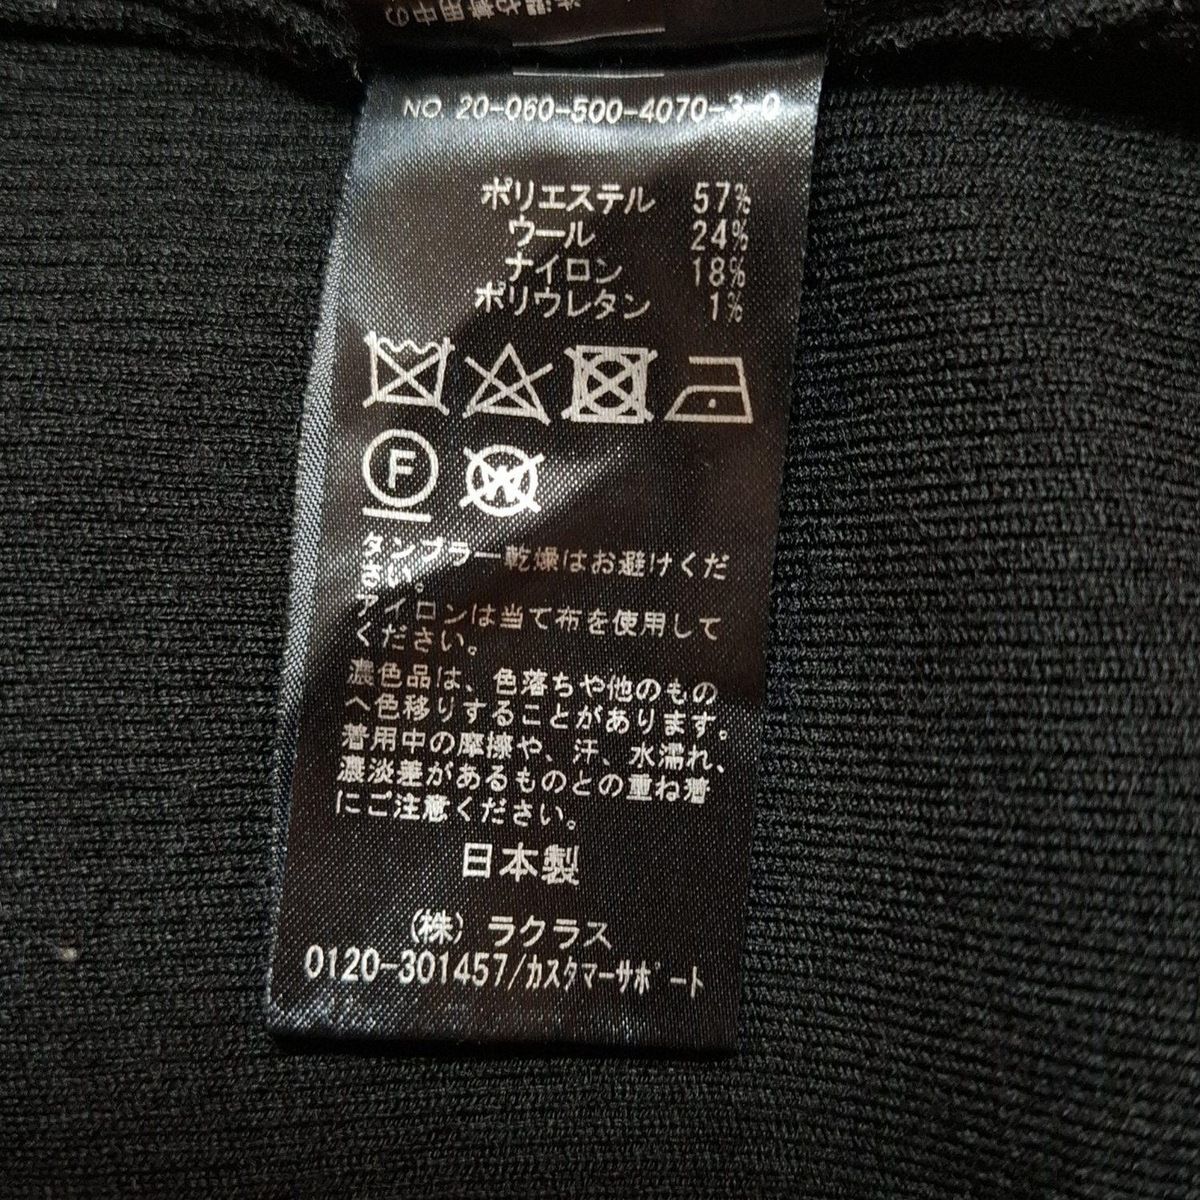 NO. 20-060-500-4070-3-0
ポリエステル 57%
ウール 24%
ナイロン 18%
ポリウレタン 1%
F
W
タンブラー乾燥はお避けくだ
さい。
アイロンは当て布を使用して
ください。
濃色品は、色落ちや他のもの
へ色移りすることがあります。
着用中の摩擦や、汗、水濡れ、
濃淡差があるものとの重ね着
にご注意ください。
日本製
(株) ラクラス
0120-301457/カスタマーサポート